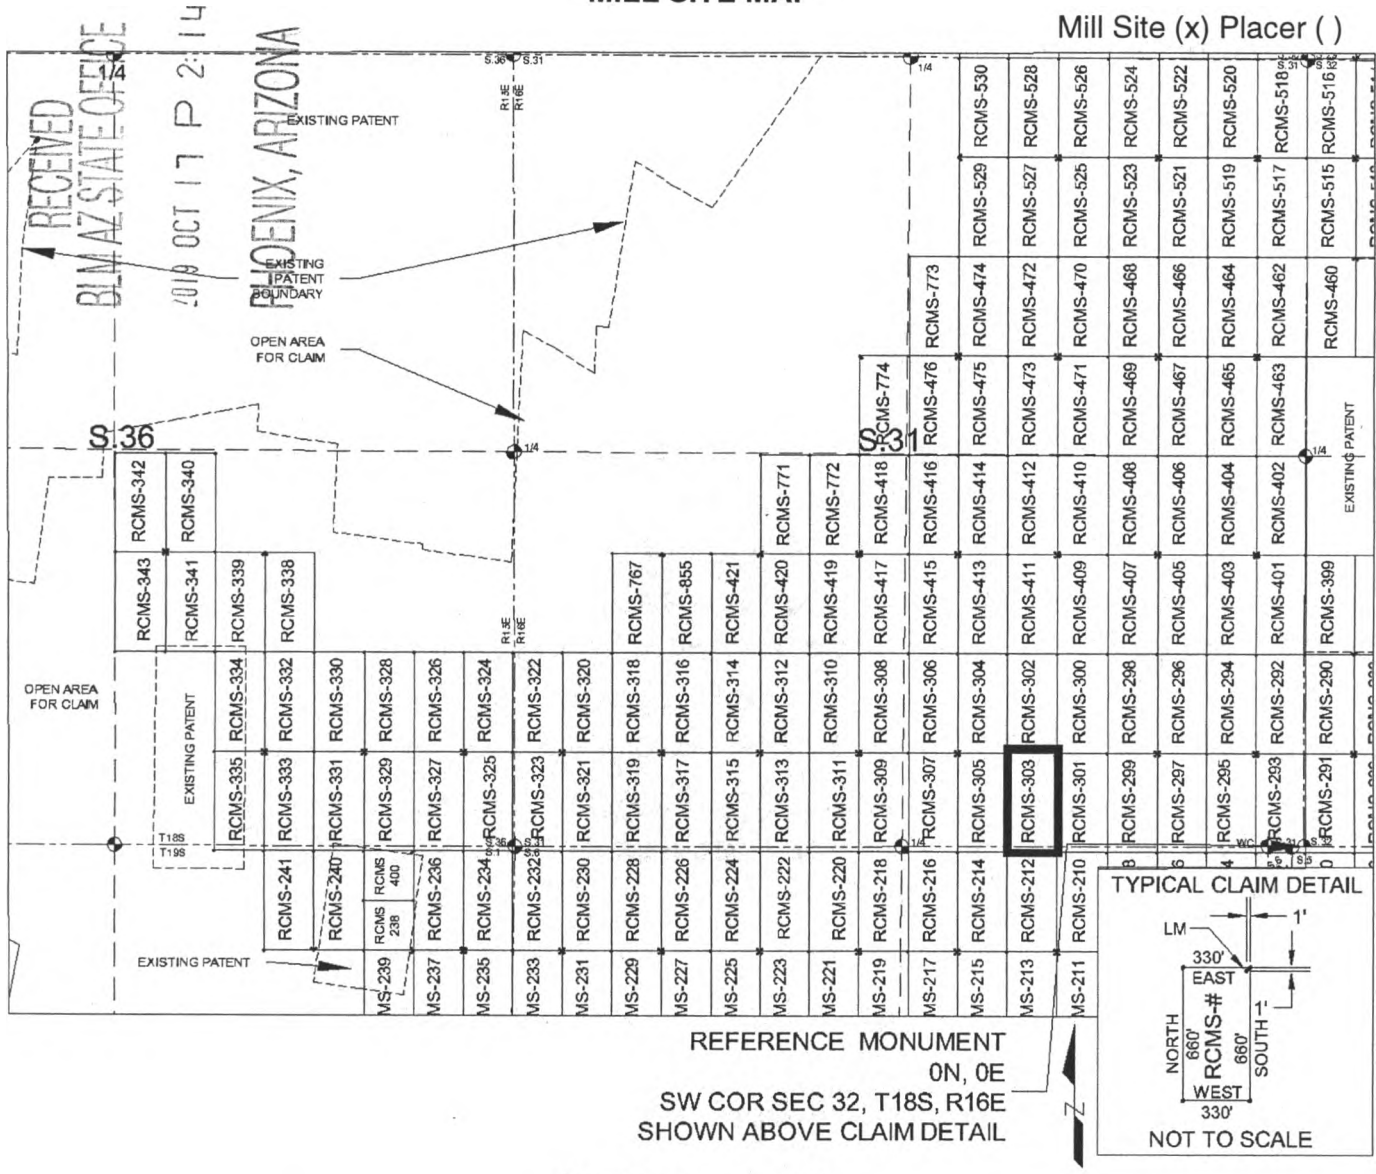 Mill Site (x) Placer ( )
RECEIVED
BLM AZ STATE OFFICE
2019 OCT 17 P 2:14
PHOENIX, ARIZONA
1/4
S.36 S.31
1/4
S.31 S.32
R15E
R16E
EXISTING PATENT
EXISTING
PATENT
BOUNDARY
OPEN AREA
FOR CLAIM
RCMS-530 RCMS-528 RCMS-526 RCMS-524 RCMS-522 RCMS-520 RCMS-518 RCMS-516
RCMS-529 RCMS-527 RCMS-525 RCMS-523 RCMS-521 RCMS-519 RCMS-517 RCMS-515
RCMS-773 RCMS-474 RCMS-472 RCMS-470 RCMS-468 RCMS-466 RCMS-464 RCMS-462 RCMS-460
RCMS-774 RCMS-476 RCMS-475 RCMS-473 RCMS-471 RCMS-469 RCMS-467 RCMS-465 RCMS-463
S.36
S.31
1/4
1/4
EXISTING PATENT
RCMS-342 RCMS-340 RCMS-771 RCMS-772 RCMS-418 RCMS-416 RCMS-414 RCMS-412 RCMS-410 RCMS-408 RCMS-406 RCMS-404 RCMS-402
RCMS-343 RCMS-341 RCMS-339 RCMS-338 RCMS-767 RCMS-855 RCMS-421 RCMS-420 RCMS-419 RCMS-417 RCMS-415 RCMS-413 RCMS-411 RCMS-409 RCMS-407 RCMS-405 RCMS-403 RCMS-401 RCMS-399
R15E
R16E
OPEN AREA
FOR CLAIM
EXISTING PATENT
RCMS-334 RCMS-332 RCMS-330 RCMS-328 RCMS-326 RCMS-324 RCMS-322 RCMS-320 RCMS-318 RCMS-316 RCMS-314 RCMS-312 RCMS-310 RCMS-308 RCMS-306 RCMS-304 RCMS-302 RCMS-300 RCMS-298 RCMS-296 RCMS-294 RCMS-292 RCMS-290
RCMS-335 RCMS-333 RCMS-331 RCMS-329 RCMS-327 RCMS-325 RCMS-323 RCMS-321 RCMS-319 RCMS-317 RCMS-315 RCMS-313 RCMS-311 RCMS-309 RCMS-307 RCMS-305 RCMS-303 RCMS-301 RCMS-299 RCMS-297 RCMS-295 RCMS-293 RCMS-291
T18S
T19S
S.36 S.31
S.1 S.6
1/4
WC
S.32
S.5
RCMS-241 RCMS-240 RCMS 400 RCMS-236 RCMS-234 RCMS-232 RCMS-230 RCMS-228 RCMS-226 RCMS-224 RCMS-222 RCMS-220 RCMS-218 RCMS-216 RCMS-214 RCMS-212 RCMS-210
RCMS 238
EXISTING PATENT
MS-239 MS-237 MS-235 MS-233 MS-231 MS-229 MS-227 MS-225 MS-223 MS-221 MS-219 MS-217 MS-215 MS-213 MS-211
REFERENCE MONUMENT
0N, 0E
SW COR SEC 32, T18S, R16E
SHOWN ABOVE CLAIM DETAIL
N
TYPICAL CLAIM DETAIL
1'
LM
330'
EAST
NORTH
660'
RCMS-#
660'
SOUTH
1'
WEST
330'
NOT TO SCALE